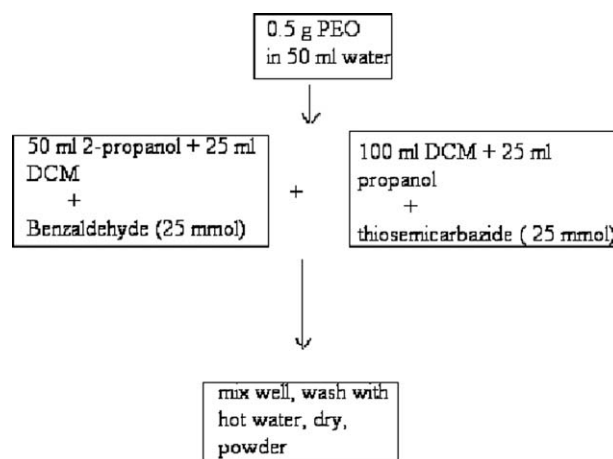 0.5 g PEO
in 50 ml water
50 ml 2-propanol + 25 ml
DCM
+
Benzaldehyde (25 mmol)
+
100 ml DCM + 25 ml
propanol
+
thiosemicarbazide ( 25 mmol)
mix well, wash with
hot water, dry,
powder